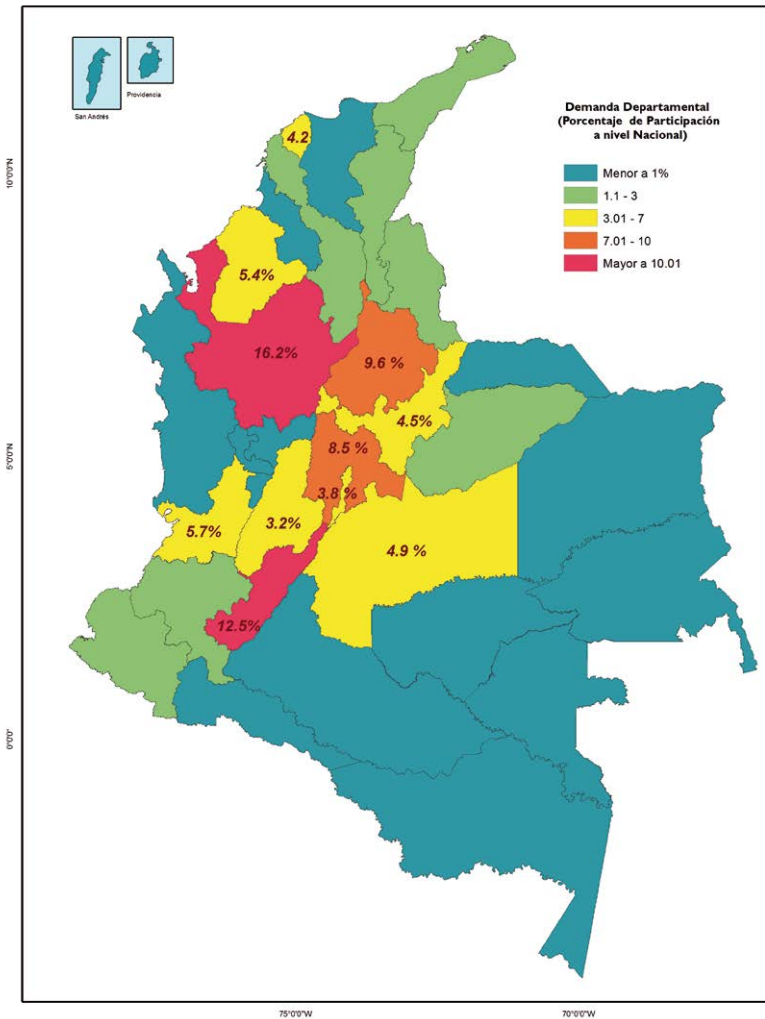 San Andrés
Providencia
Demanda Departamental
(Porcentaje de Participación
a nivel Nacional)
Menor a 1%
1.1 - 3
3.01 - 7
7.01 - 10
Mayor a 10.01
4.2
5.4%
16.2%
9.6 %
4.5%
8.5 %
3.8 %
5.7%
3.2%
4.9 %
12.5%
10°0'0"N
5°0'0"N
0°0'0"
75°0'0"W
70°0'0"W